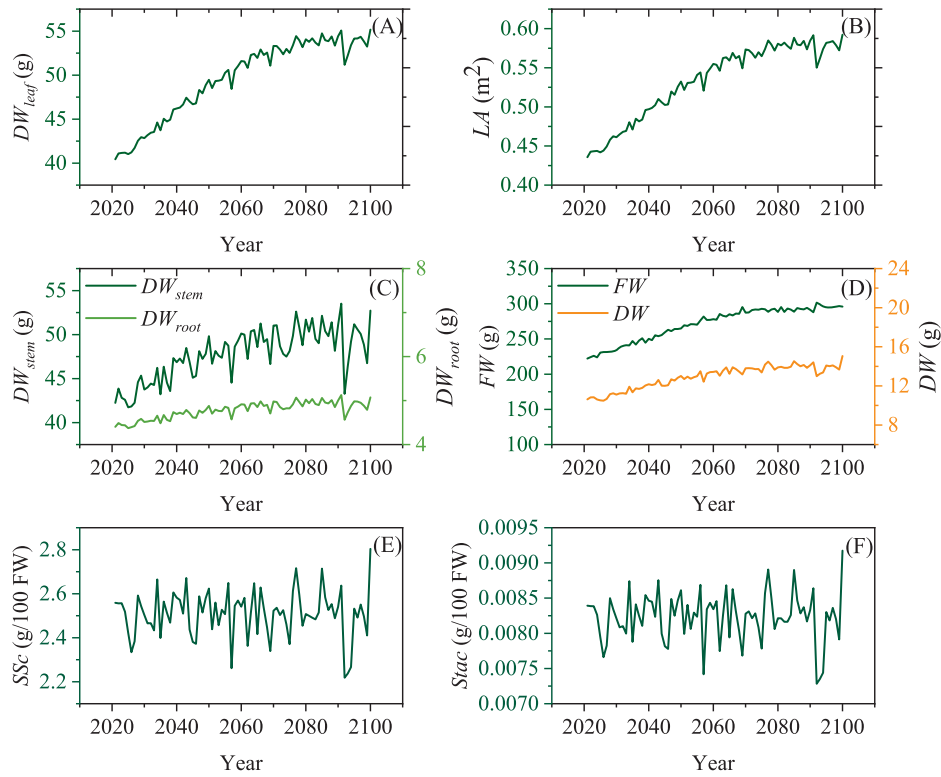 (A)
DW_leaf (g)
55
50
45
40
2020 2040 2060 2080 2100
Year
(B)
LA (m²)
0.60
0.55
0.50
0.45
0.40
2020 2040 2060 2080 2100
Year
(C)
DW_stem
DW_root
DW_stem (g)
55
50
45
40
DW_root (g)
8
6
4
2020 2040 2060 2080 2100
Year
(D)
FW
DW
FW (g)
350
300
250
200
150
100
DW (g)
24
20
16
12
8
2020 2040 2060 2080 2100
Year
(E)
SSc (g/100 FW)
2.8
2.6
2.4
2.2
2020 2040 2060 2080 2100
Year
(F)
Stac (g/100 FW)
0.0095
0.0090
0.0085
0.0080
0.0075
0.0070
2020 2040 2060 2080 2100
Year